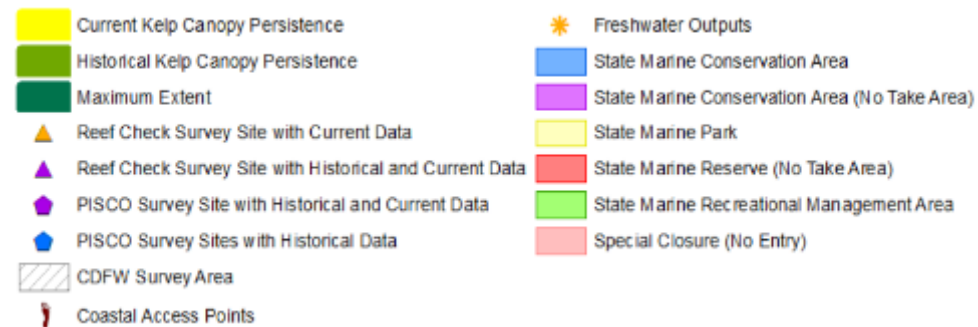 Current Kelp Canopy Persistence
Historical Kelp Canopy Persistence
Maximum Extent
Reef Check Survey Site with Current Data
Reef Check Survey Site with Historical and Current Data
PISCO Survey Site with Historical and Current Data
PISCO Survey Sites with Historical Data
CDFW Survey Area
Coastal Access Points
Freshwater Outputs
State Marine Conservation Area
State Marine Conservation Area (No Take Area)
State Marine Park
State Marine Reserve (No Take Area)
State Marine Recreational Management Area
Special Closure (No Entry)